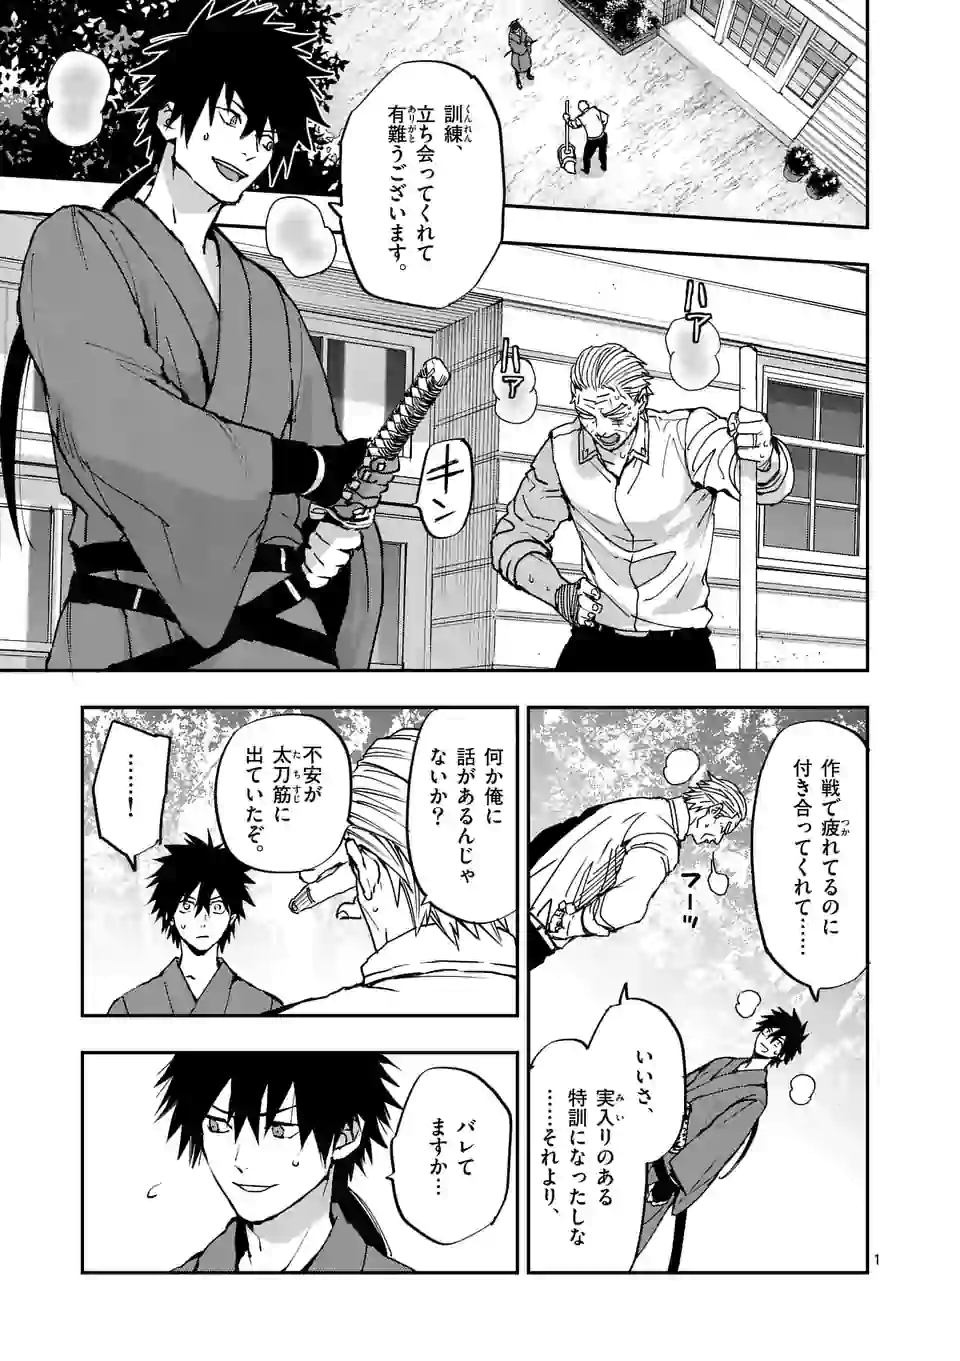 訓練、
立ち会ってくれて
有難うございます。
ハァ
ハァ
キン
作戦で疲れてるのに
付き合ってくれて……
フーッ
いいさ、
実入りのある
特訓になったしな
……それより、
何か俺に
話があるんじゃ
ないか?
不安が
太刀筋に
出ていたぞ。
………!
バレて
ますか…
1